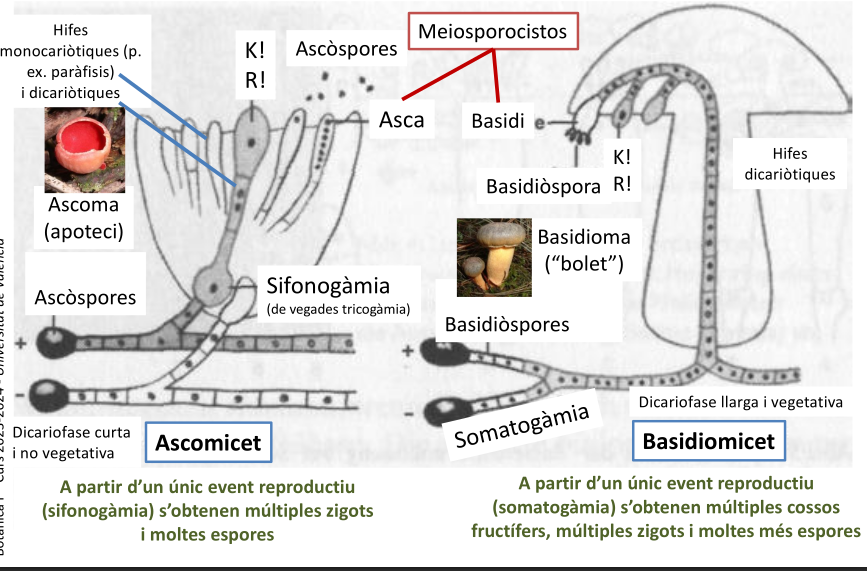 Hifes
monocariòtiques (p.
ex. paràfisis)
i dicariòtiques
K!
R!
Ascòspores
Meiosporocistos
Asca
Basidi
e
Ascoma
(apoteci)
Basidiòspora
K!
R!
Hifes
dicariòtiques
Basidioma
(“bolet”)
Ascòspores
Sifonogàmia
(de vegades tricogàmia)
Basidiòspores
+
-
+
Somatogàmia
Dicariofase llarga i vegetativa
Dicariofase curta
i no vegetativa
Ascomicet
Basidiomicet
A partir d’un únic event reproductiu
(sifonogàmia) s’obtenen múltiples zigots
i moltes espores
A partir d’un únic event reproductiu
(somatogàmia) s’obtenen múltiples cossos
fructífers, múltiples zigots i moltes més espores
Curs 2023-2024 - Universitat de València